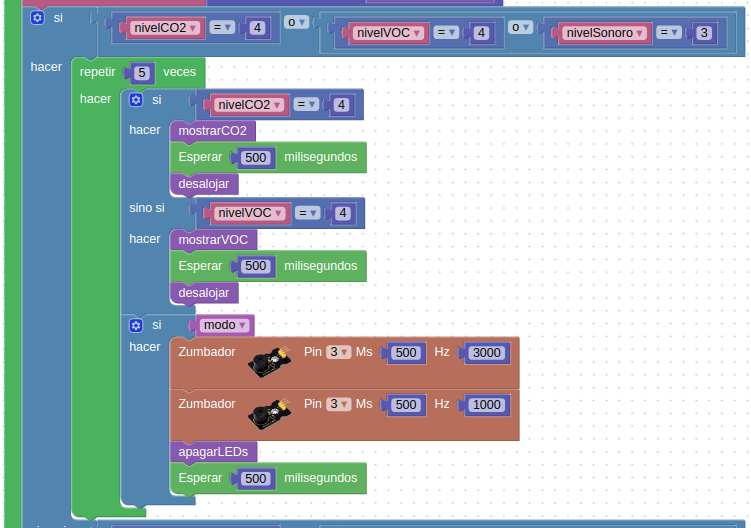 si nivelCO2 = 4 o nivelVOC = 4 o nivelSonoro = 3
hacer repetir 5 veces
hacer si nivelCO2 = 4
hacer mostrarCO2
Esperar 500 milisegundos
desalojar
sino si nivelVOC = 4
hacer mostrarVOC
Esperar 500 milisegundos
desalojar
si modo
hacer Zumbador Pin 3 Ms 500 Hz 3000
Zumbador Pin 3 Ms 500 Hz 1000
apagarLEDs
Esperar 500 milisegundos